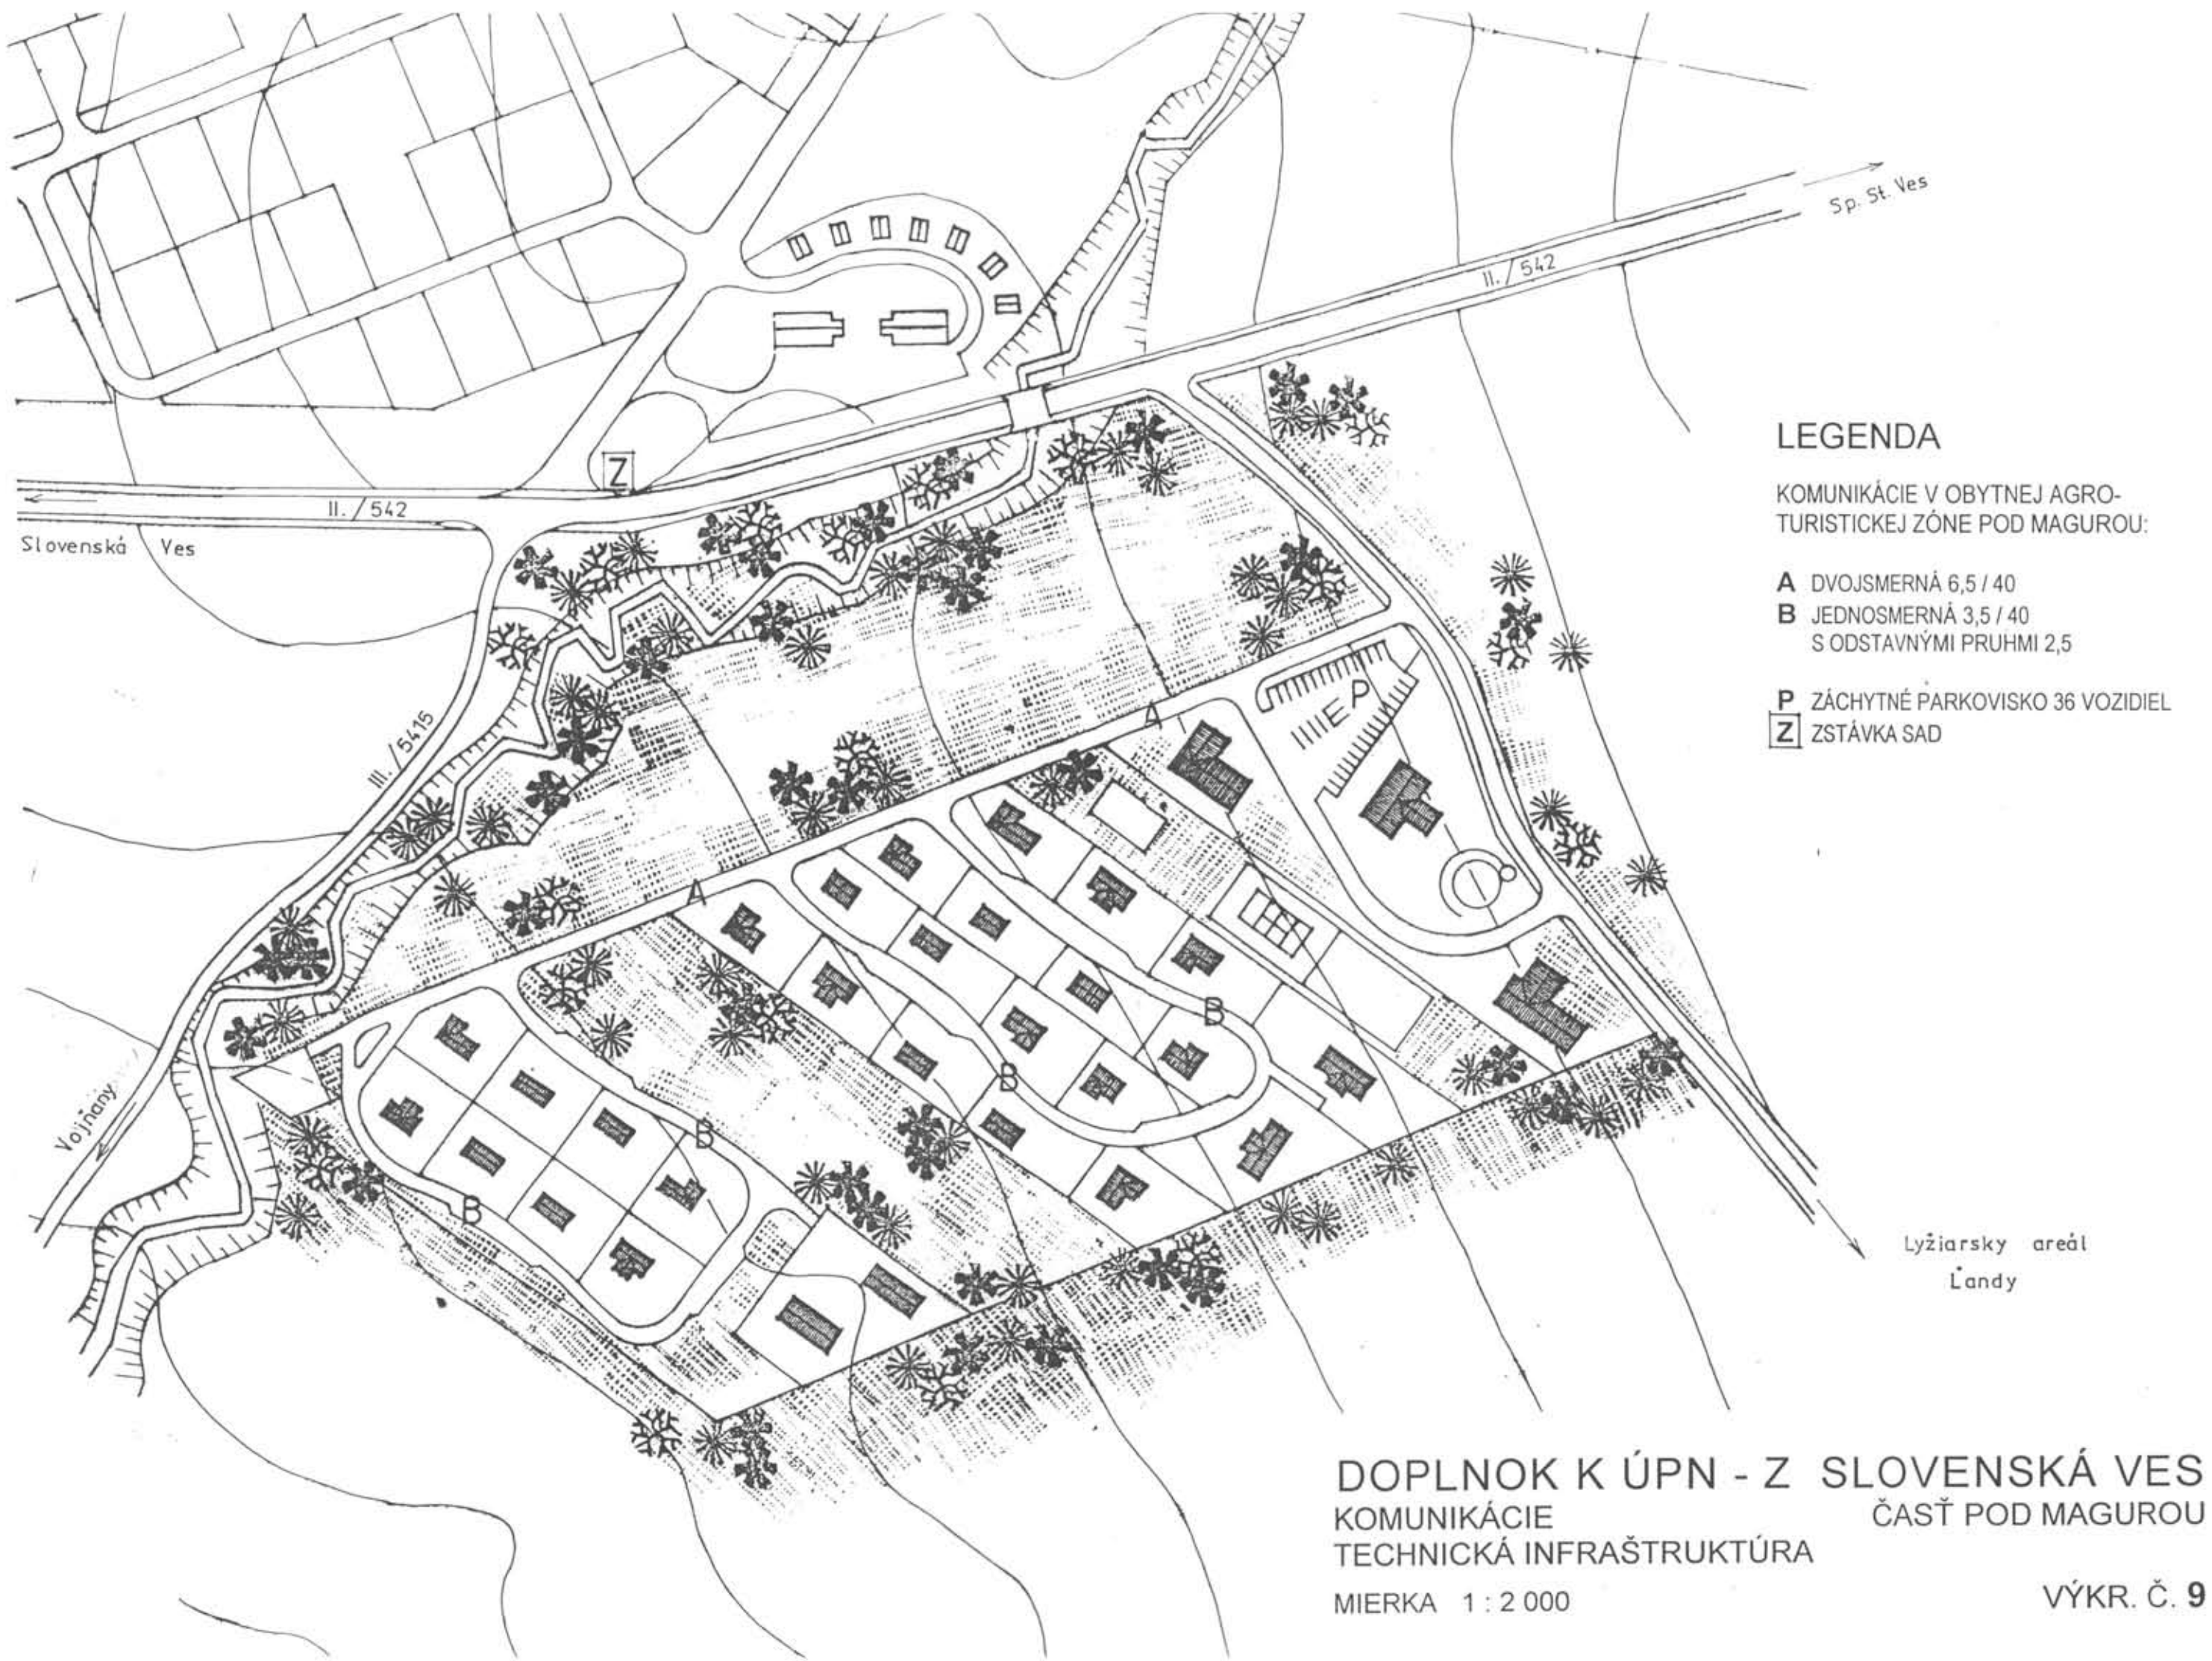 Sp. St. Ves
II. / 542
LEGENDA
KOMUNIKÁCIE V OBYTNEJ AGRO-
TURISTICKEJ ZÓNE POD MAGUROU:
A DVOJSMERNÁ 6,5 / 40
B JEDNOSMERNÁ 3,5 / 40
S ODSTAVNÝMI PRUHMI 2,5
P ZÁCHYTNÉ PARKOVISKO 36 VOZIDIEL
Z ZSTÁVKA SAD
Z
II. / 542
Slovenská Ves
III. / 5415
P
A
A
B
B
B
B
Vojňany
Lyžiarsky areál
Ĺandy
DOPLNOK K ÚPN - Z SLOVENSKÁ VES
KOMUNIKÁCIE ČASŤ POD MAGUROU
TECHNICKÁ INFRAŠTRUKTÚRA
MIERKA 1 : 2 000 VÝKR. Č. 9